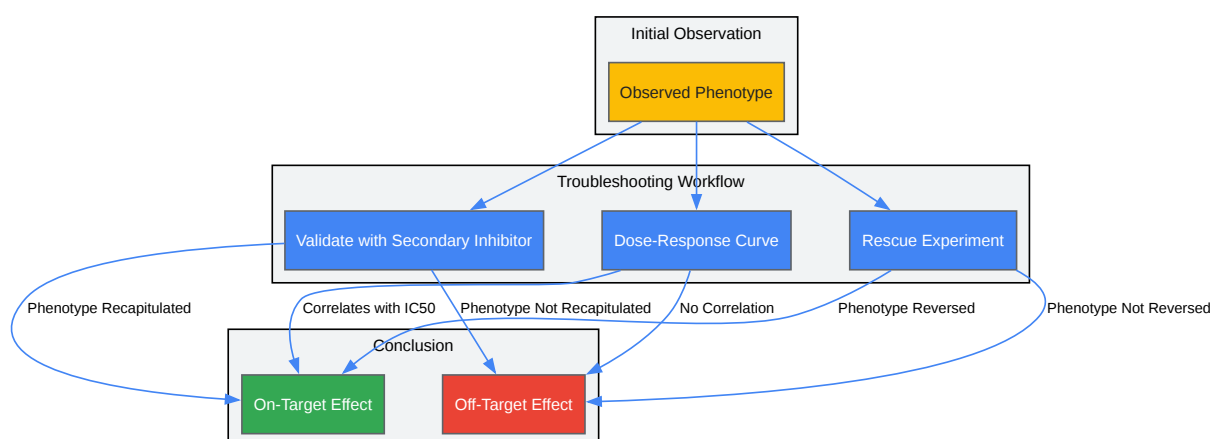 Initial Observation
Observed Phenotype
Troubleshooting Workflow
Validate with Secondary Inhibitor
Dose-Response Curve
Rescue Experiment
Phenotype Recapitulated
Correlates with IC50
Phenotype Not Recapitulated
No Correlation
Phenotype Reversed
Phenotype Not Reversed
Conclusion
On-Target Effect
Off-Target Effect